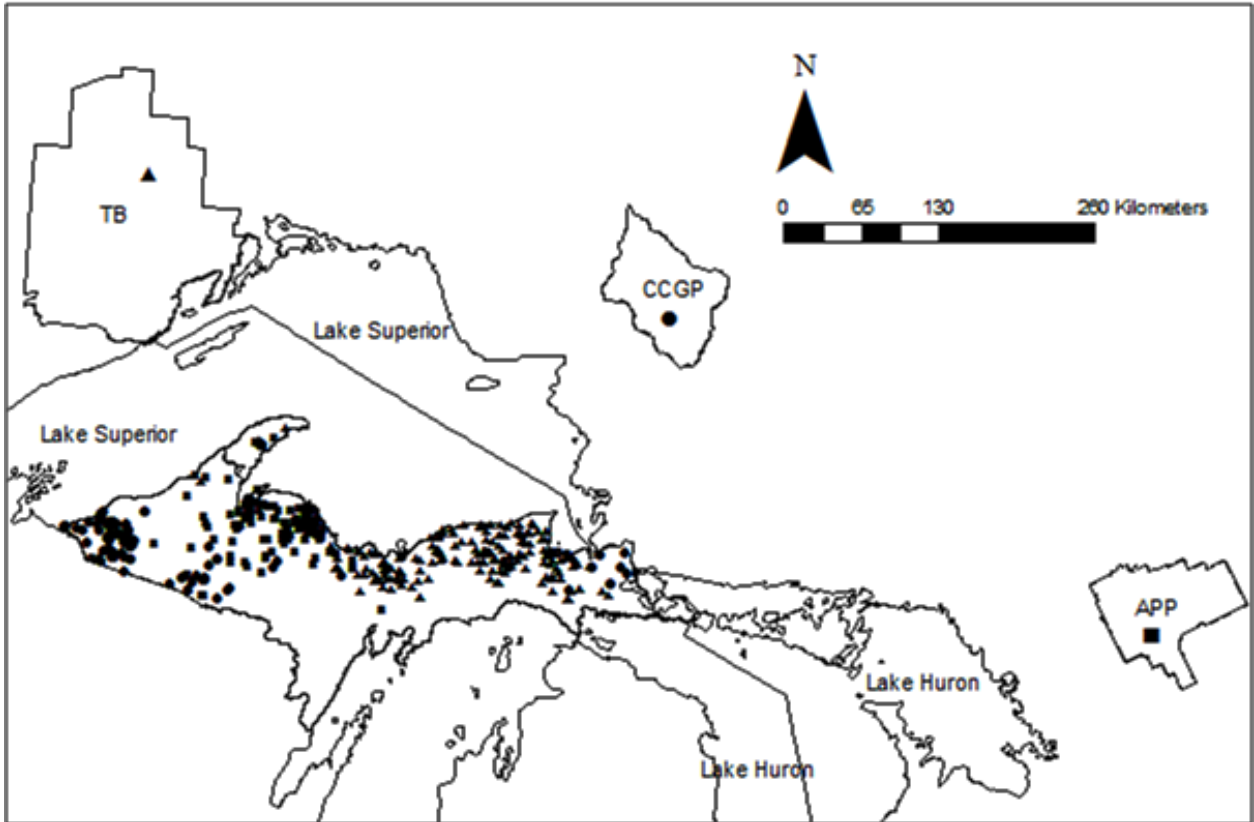 N
0 65 130 260 Kilometers
TB
CCGP
Lake Superior
Lake Superior
APP
Lake Huron
Lake Huron